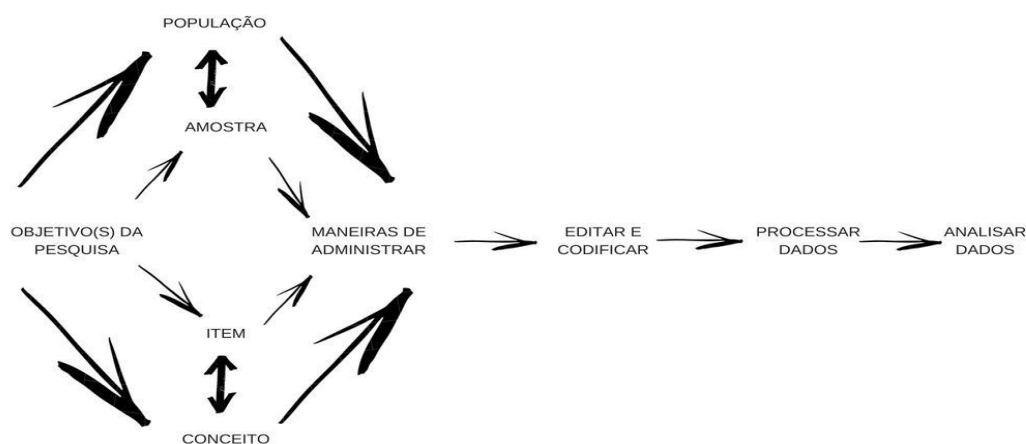 POPULAÇÃO
AMOSTRA
OBJETIVO(S) DA
PESQUISA
MANEIRAS DE
ADMINISTRAR
EDITAR E
CODIFICAR
PROCESSAR
DADOS
ANALISAR
DADOS
ITEM
CONCEITO